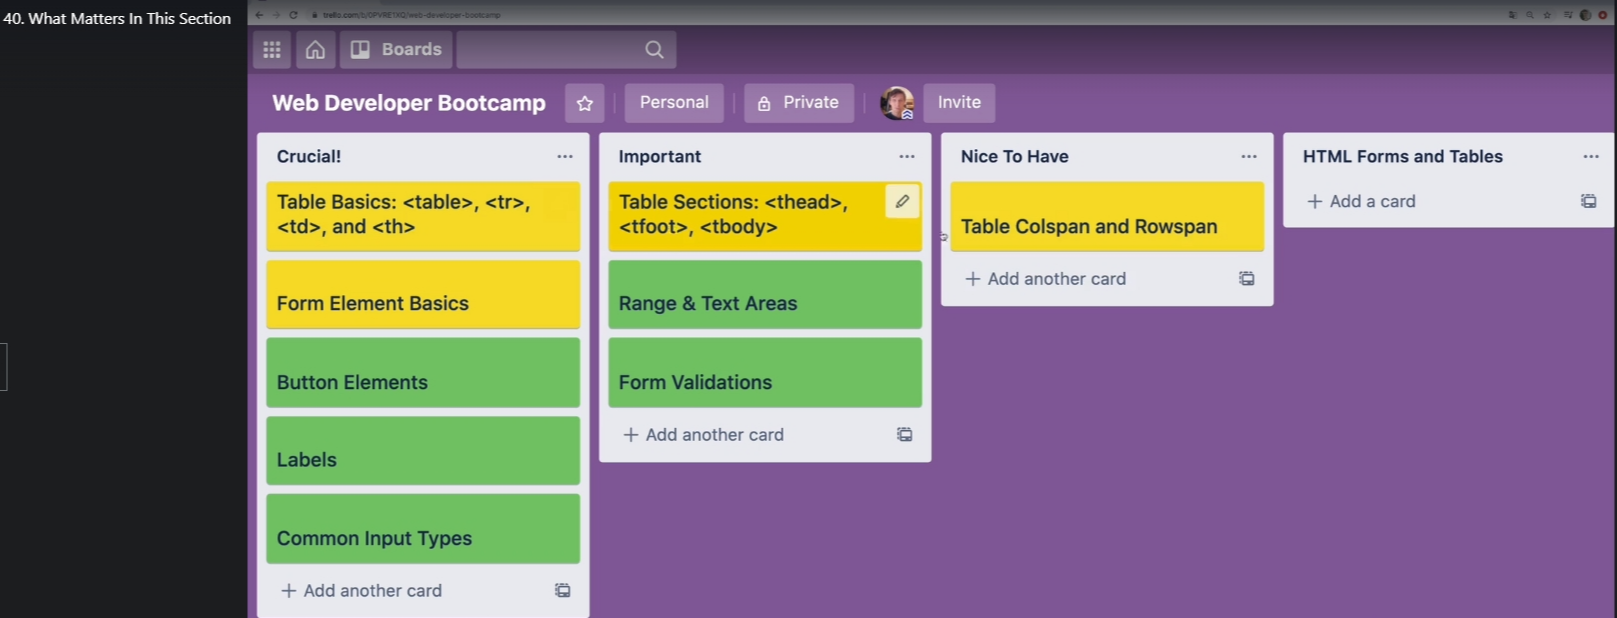 40. What Matters In This Section
trello.com/b/0PVRE1XQ/web-developer-bootcamp
Boards
Web Developer Bootcamp
Personal
Private
Invite
Crucial!
Table Basics: <table>, <tr>,
<td>, and <th>
Form Element Basics
Button Elements
Labels
Common Input Types
+ Add another card
Important
Table Sections: <thead>,
<tfoot>, <tbody>
Range & Text Areas
Form Validations
+ Add another card
Nice To Have
Table Colspan and Rowspan
+ Add another card
HTML Forms and Tables
+ Add a card